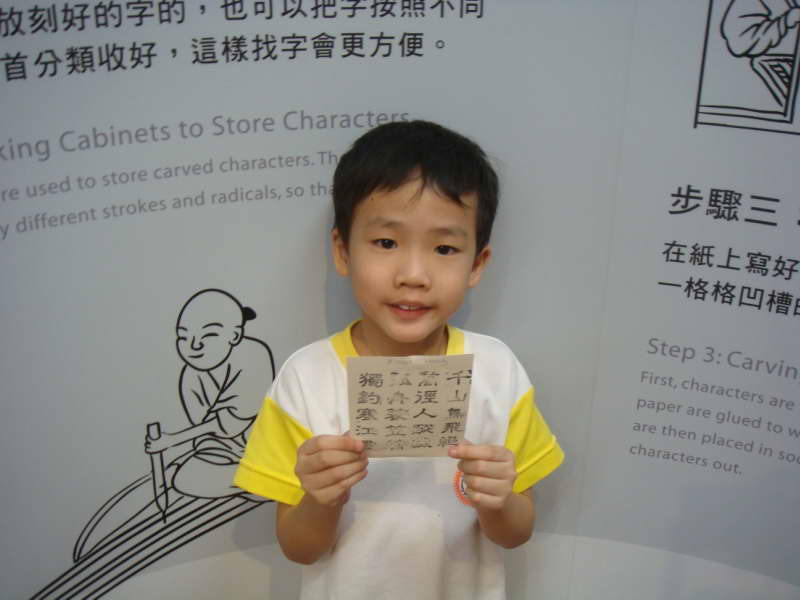 放刻好的字的，也可以把字按照不同
首分類收好，這樣找字會更方便。
king Cabinets to Store Characters
re used to store carved characters. Th
y different strokes and radicals, so tha
千山鳥飛絕
萬徑人蹤滅
孤舟蓑笠翁
獨釣寒江雪
步驟三
在紙上寫好
一格格凹槽的
Step 3: Carvin
First, characters are
paper are glued to w
are then placed in soc
characters out.